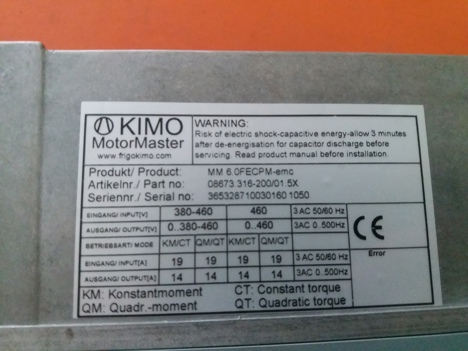 KIMO
MotorMaster
www.frigokimo.com
WARNING:
Risk of electric shock-capacitive energy-allow 3 minutes
after de-energisation for capacitor discharge before
servicing. Read product manual before installation.
Produkt/ Product: MM 6.0FECPM-emc
Artikelnr./ Part no: 08673.316-200/01.5X
Seriennr./ Serial no: 365328710030160 1050
EINGANG/ INPUT[V] 380-460 460 3 AC 50/60 Hz
AUSGANG/ OUTPUT[V] 0..380-460 0..460 3AC 0..500Hz
BETRIEBSART/ MODE KM/CT QM/QT KM/CT QM/QT
EINGANG/ INPUT[A] 19 19 19 19 3 AC 50/60 Hz
AUSGANG/ OUTPUT[A] 14 14 14 14 3AC 0..500Hz
CE
Error
KM: Konstantmoment CT: Constant torque
QM: Quadr.-moment QT: Quadratic torque